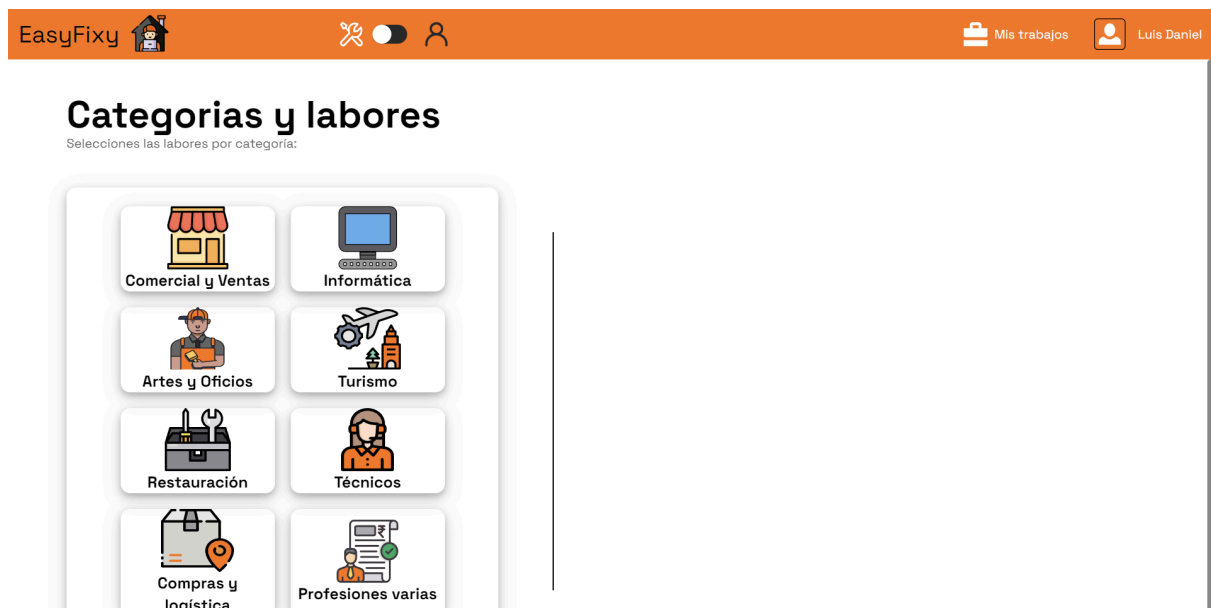 EasyFixy
Mis trabajos
Luis Daniel
Categorias y labores
Selecciones las labores por categoría:
Comercial y Ventas
Informática
Artes y Oficios
Turismo
Restauración
Técnicos
Compras y
logística
Profesiones varias